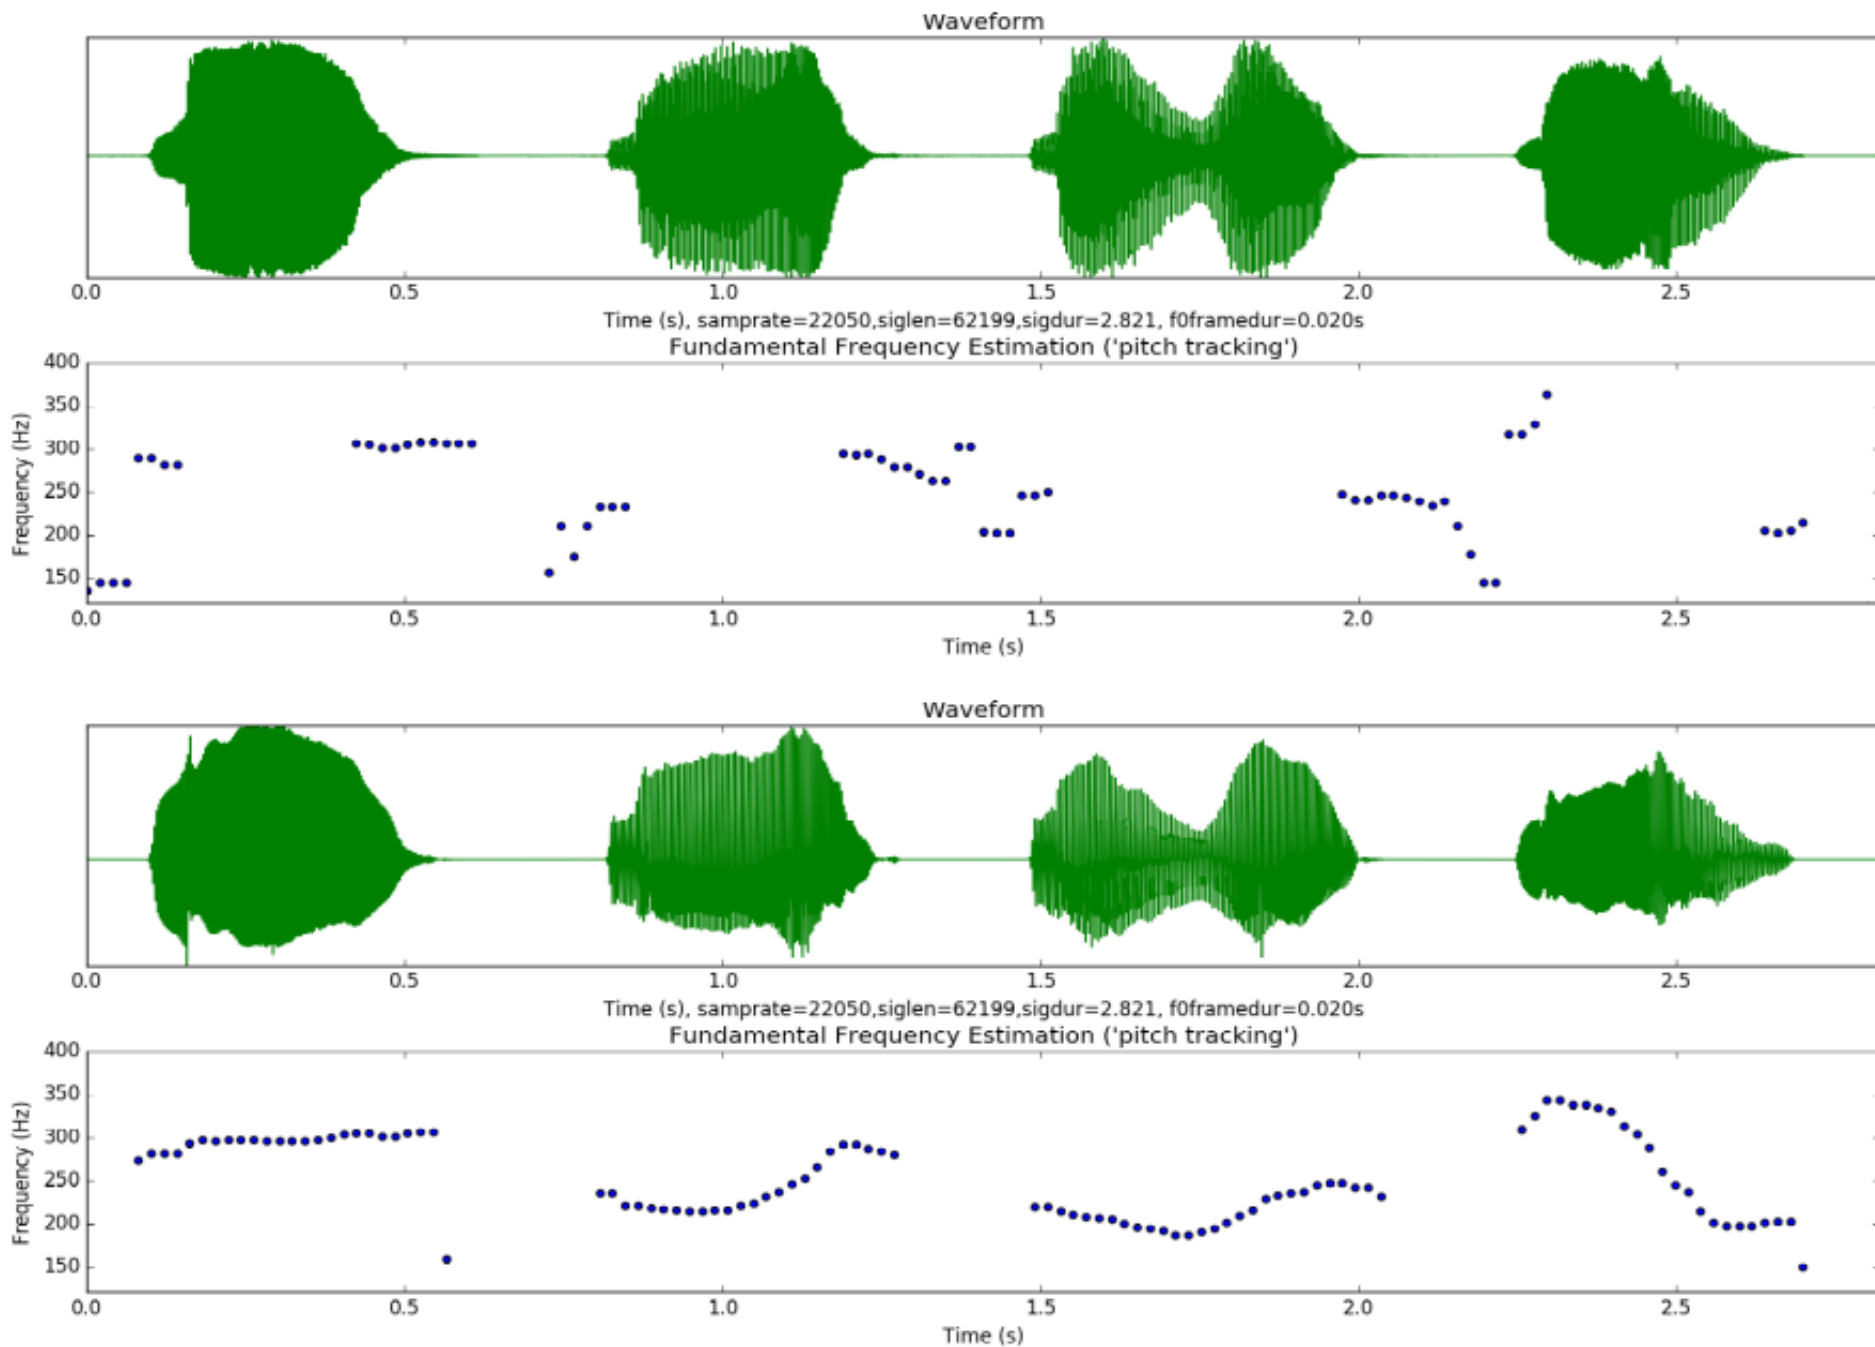 Waveform
0.0 0.5 1.0 1.5 2.0 2.5
Time (s), samprate=22050,siglen=62199,sigdur=2.821, f0framedur=0.020s
Fundamental Frequency Estimation ('pitch tracking')
400
350
300
250
200
150
Frequency (Hz)
0.0 0.5 1.0 1.5 2.0 2.5
Time (s)
Waveform
0.0 0.5 1.0 1.5 2.0 2.5
Time (s), samprate=22050,siglen=62199,sigdur=2.821, f0framedur=0.020s
Fundamental Frequency Estimation ('pitch tracking')
400
350
300
250
200
150
Frequency (Hz)
0.0 0.5 1.0 1.5 2.0 2.5
Time (s)